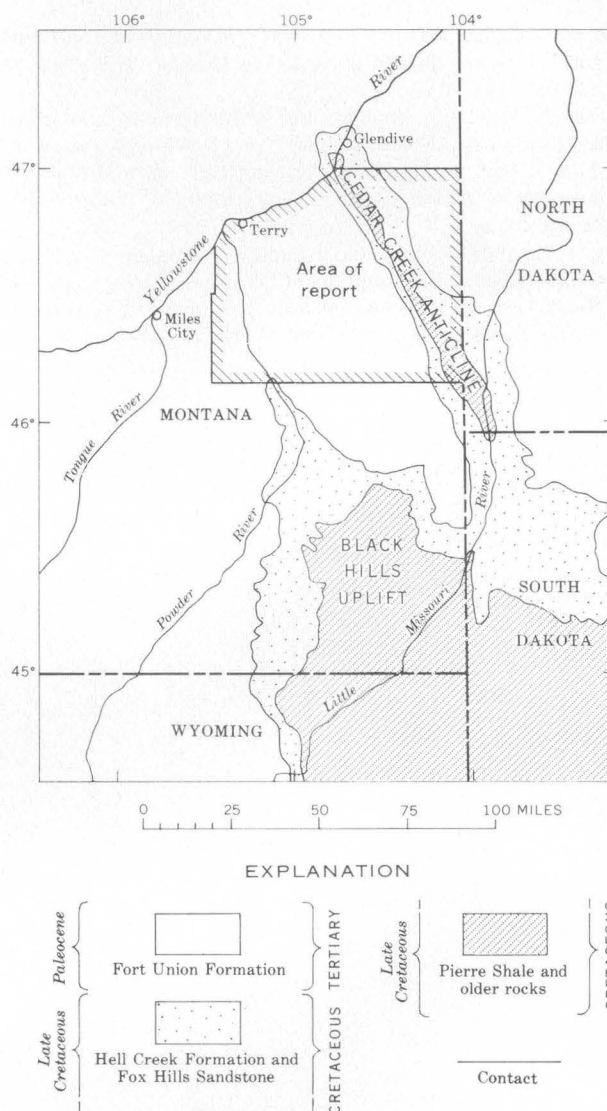 106°
105°
104°
River
Glendive
47°
CEDAR CREEK ANTICLINE
NORTH
DAKOTA
Terry
Area of
report
Yellowstone
Miles
City
46°
MONTANA
Tongue
River
River
River
BLACK
HILLS
UPLIFT
Missouri
SOUTH
DAKOTA
Powder
45°
Little
WYOMING
0 25 50 75 100 MILES
EXPLANATION
Paleocene
Fort Union Formation
TERTIARY
Late
Cretaceous
Pierre Shale and
older rocks
Late
Cretaceous
Hell Creek Formation and
Fox Hills Sandstone
CRETACEOUS
Contact